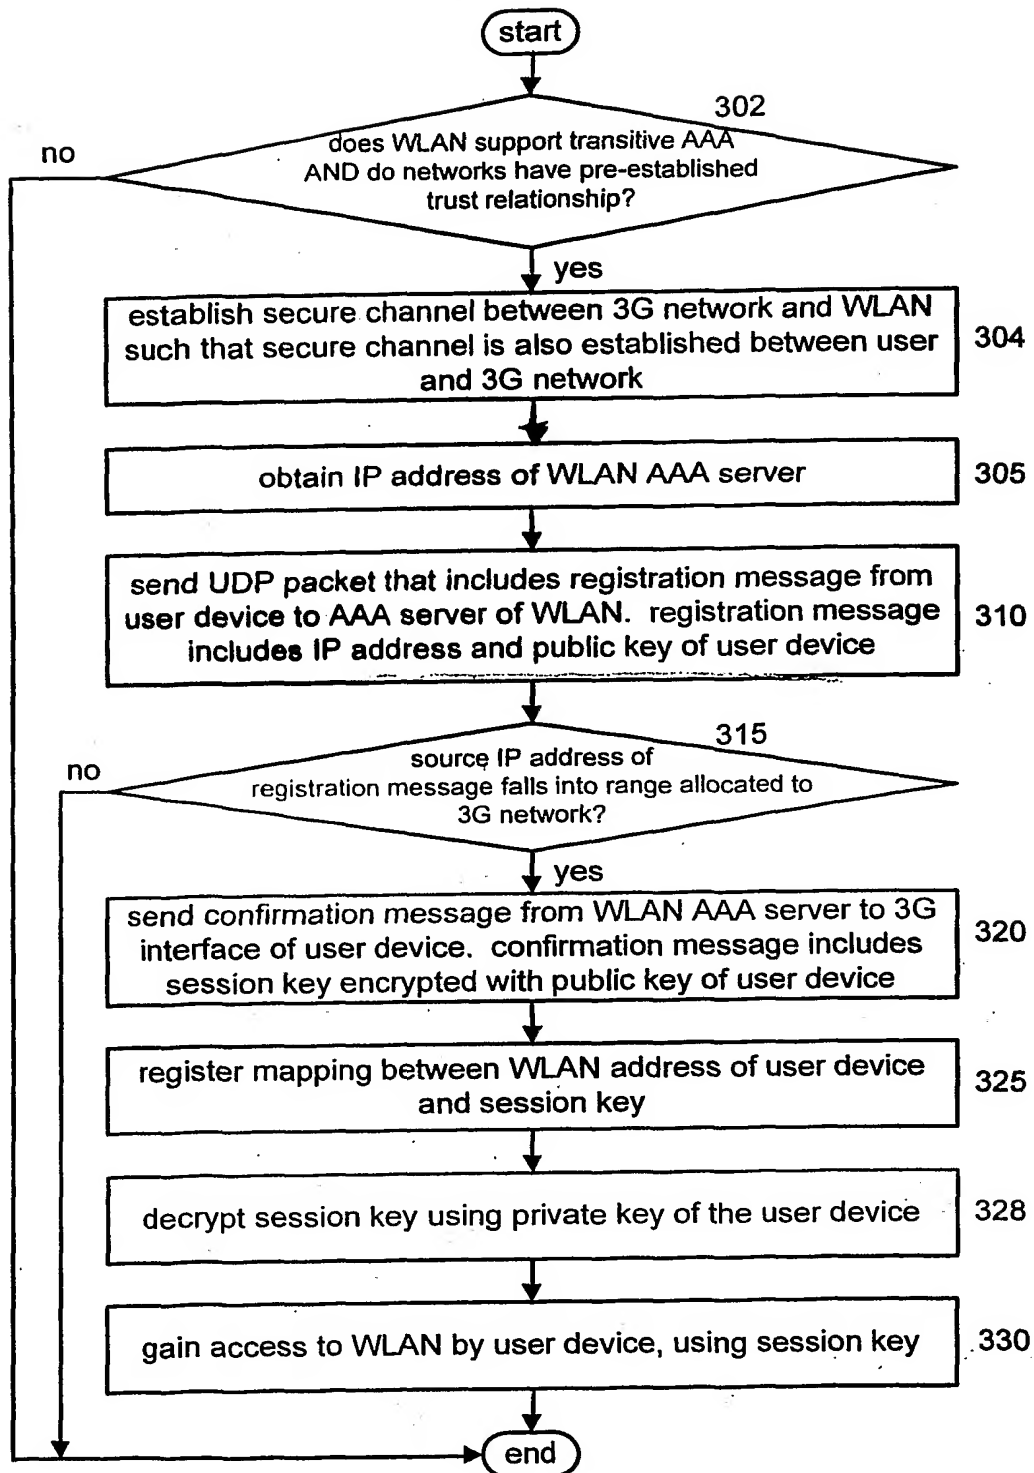 start
302
does WLAN support transitive AAA
AND do networks have pre-established
trust relationship?
no
yes
establish secure channel between 3G network and WLAN
such that secure channel is also established between user
and 3G network
304
obtain IP address of WLAN AAA server
305
send UDP packet that includes registration message from
user device to AAA server of WLAN. registration message
includes IP address and public key of user device
310
315
source IP address of
registration message falls into range allocated to
3G network?
no
yes
send confirmation message from WLAN AAA server to 3G
interface of user device. confirmation message includes
session key encrypted with public key of user device
320
register mapping between WLAN address of user device
and session key
325
decrypt session key using private key of the user device
328
gain access to WLAN by user device, using session key
330
end